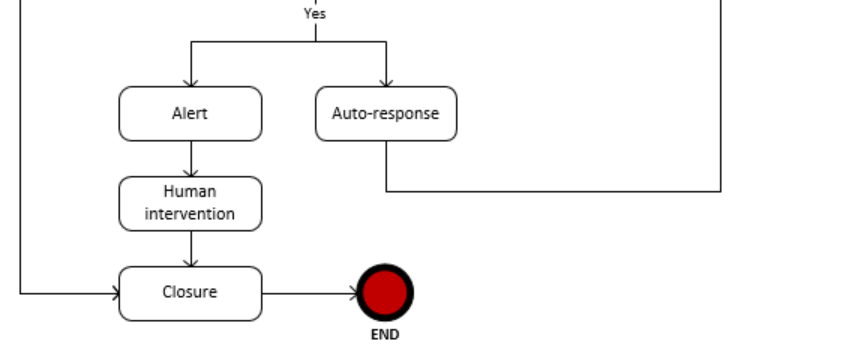 Yes
Alert
Auto-response
Human
intervention
Closure
END